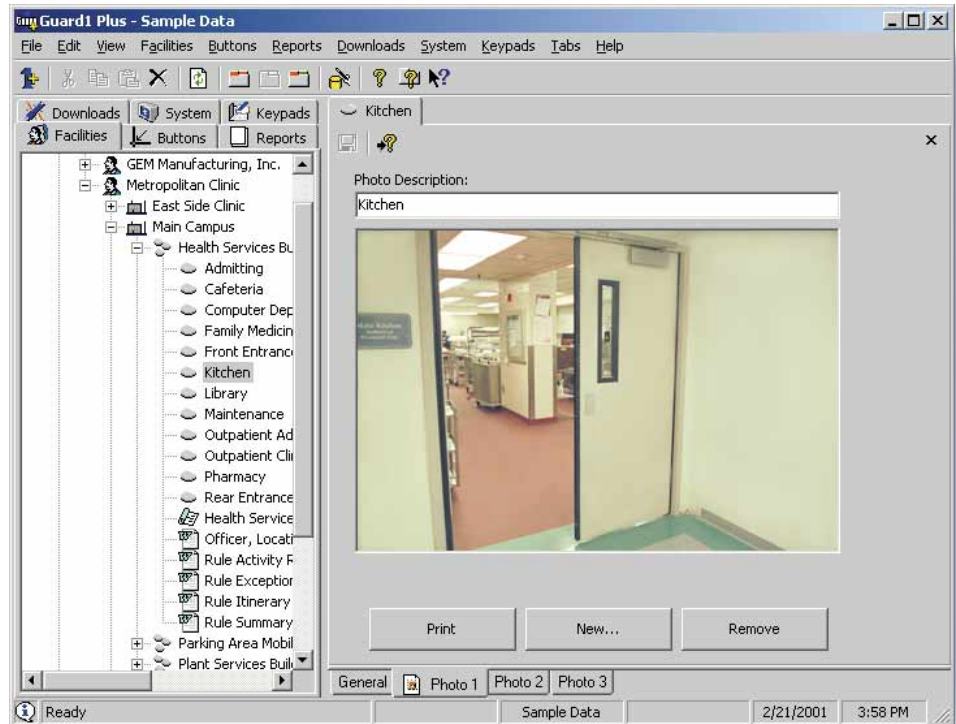 Guard1 Plus - Sample Data
File Edit View Facilities Buttons Reports Downloads System Keypads Tabs Help
Downloads System Keypads
Facilities Buttons Reports
GEM Manufacturing, Inc.
Metropolitan Clinic
East Side Clinic
Main Campus
Health Services Bu
Admitting
Cafeteria
Computer Dep
Family Medicin
Front Entranc
Kitchen
Library
Maintenance
Outpatient Ad
Outpatient Cli
Pharmacy
Rear Entrance
Health Service
Officer, Locati
Rule Activity R
Rule Exception
Rule Itinerary
Rule Summary
Parking Area Mobil
Plant Services Buil
Kitchen
Photo Description:
Kitchen
Print New... Remove
General Photo 1 Photo 2 Photo 3
Ready Sample Data 2/21/2001 3:58 PM